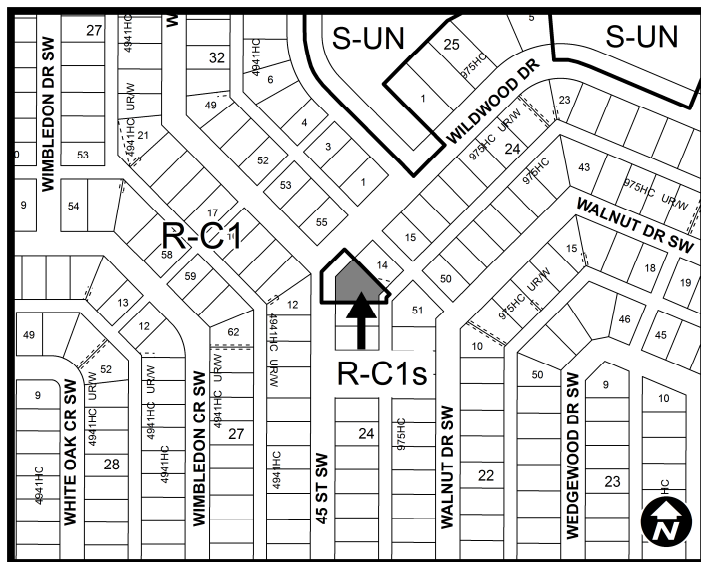 27
4941HC
W
32
4941HC
S-UN
25
5
975HC
S-UN
WIMBLEDON DR SW
UR/W
4941HC UR/W
49
6
1
WILDWOOD DR
23
21
4
975HC UR/W
24
53
52
3
975HC
43
975HC UR/W
9
54
53
1
WALNUT DR SW
17
55
R-C1
15
58
15
18
14
19
59
50
975HC UR/W
13
12
12
51
46
49
62
10
45
52
4941HC UR/W
R-C1s
50
9
9
10
4941HC UR/W
4941HC UR/W
4941HC UR/W
27
24
975HC
28
22
23
HC
4941HC
4941HC
4941HC
WHITE OAK CR SW
WIMBLEDON CR SW
45 ST SW
WALNUT DR SW
WEDGEWOOD DR SW
N